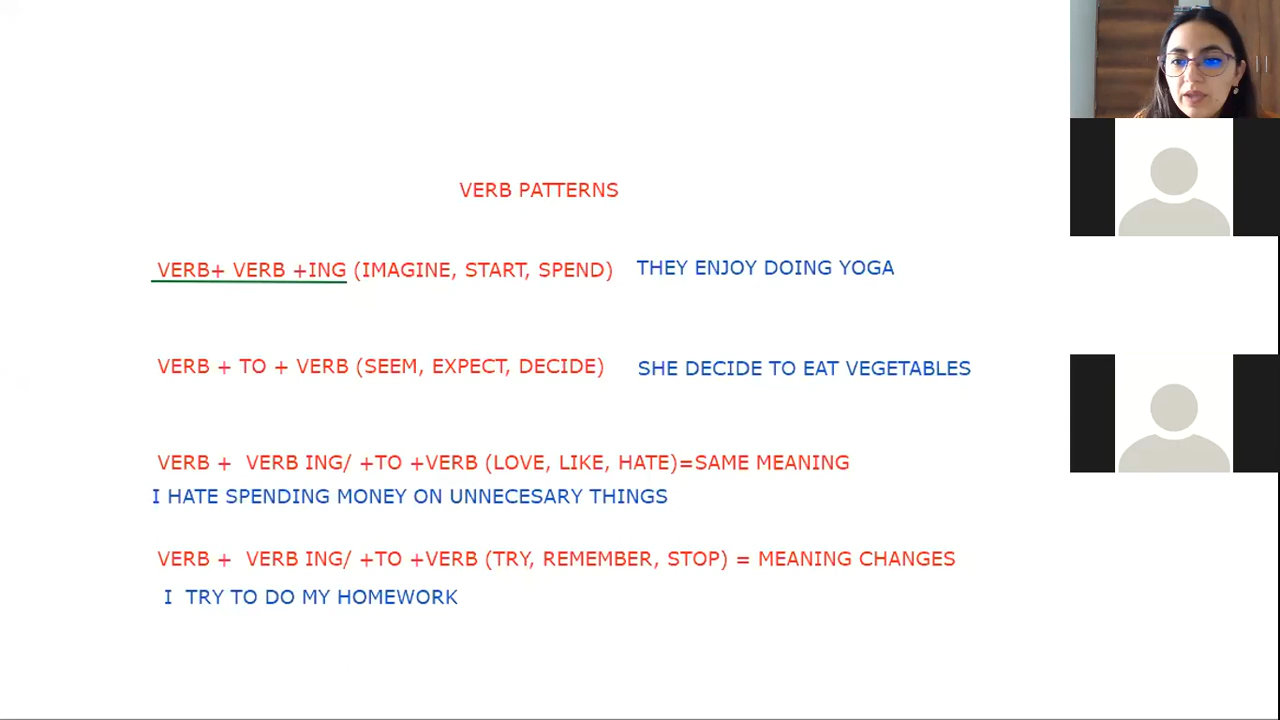 VERB PATTERNS
VERB+ VERB +ING (IMAGINE, START, SPEND) THEY ENJOY DOING YOGA
VERB + TO + VERB (SEEM, EXPECT, DECIDE) SHE DECIDE TO EAT VEGETABLES
VERB + VERB ING/ +TO +VERB (LOVE, LIKE, HATE)=SAME MEANING
I HATE SPENDING MONEY ON UNNECESARY THINGS
VERB + VERB ING/ +TO +VERB (TRY, REMEMBER, STOP) = MEANING CHANGES
I TRY TO DO MY HOMEWORK